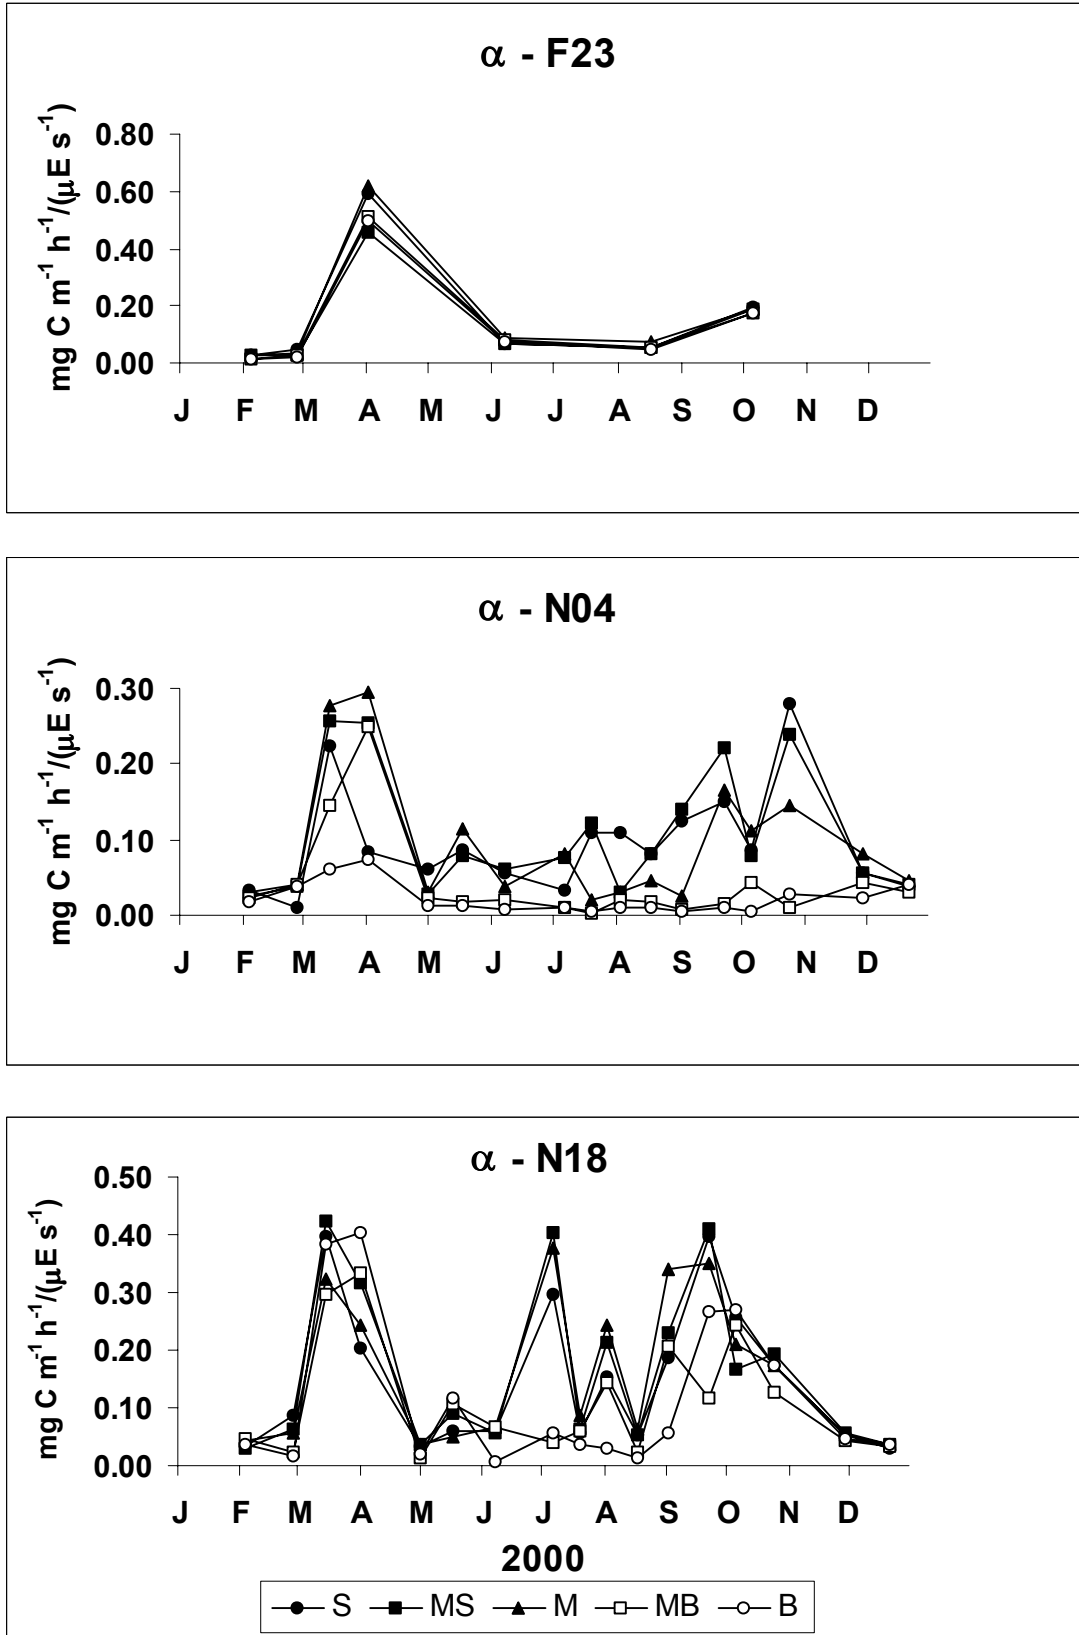 α - F23
mg C m⁻¹ h⁻¹/(μE s⁻¹)
0.80
0.60
0.40
0.20
0.00
J F M A M J J A S O N D
α - N04
mg C m⁻¹ h⁻¹/(μE s⁻¹)
0.30
0.20
0.10
0.00
J F M A M J J A S O N D
α - N18
mg C m⁻¹ h⁻¹/(μE s⁻¹)
0.50
0.40
0.30
0.20
0.10
0.00
J F M A M J J A S O N D
2000
S MS M MB B